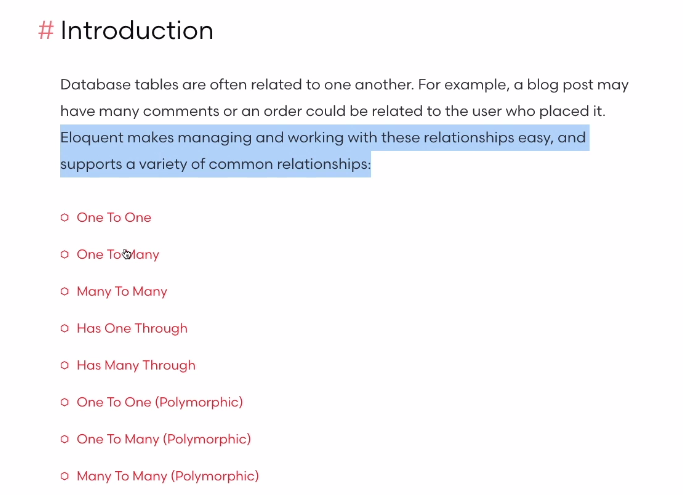 # Introduction
Database tables are often related to one another. For example, a blog post may
have many comments or an order could be related to the user who placed it.
Eloquent makes managing and working with these relationships easy, and
supports a variety of common relationships:
One To One
One To Many
Many To Many
Has One Through
Has Many Through
One To One (Polymorphic)
One To Many (Polymorphic)
Many To Many (Polymorphic)